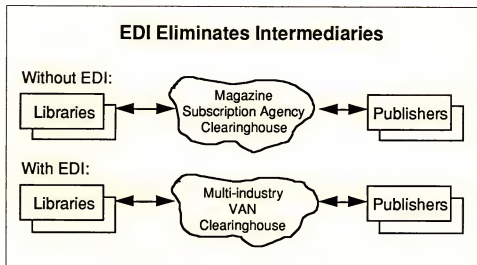 EDI Eliminates Intermediaries
Without EDI:
Libraries
Magazine
Subscription Agency
Clearinghouse
Publishers
With EDI:
Libraries
Multi-industry
VAN
Clearinghouse
Publishers